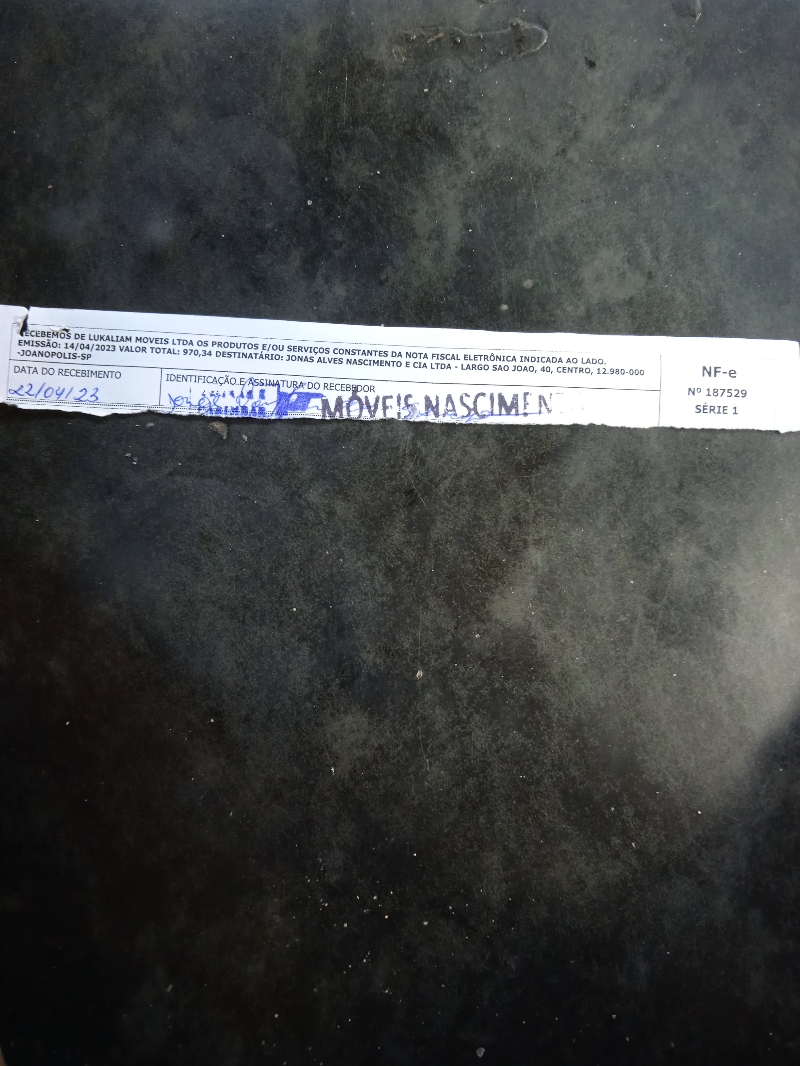 RECEBEMOS DE LUKALIAM MOVEIS LTDA OS PRODUTOS E/OU SERVIÇOS CONSTANTES DA NOTA FISCAL ELETRÔNICA INDICADA AO LADO.
EMISSÃO: 14/04/2023 VALOR TOTAL: 970,34 DESTINATÁRIO: JONAS ALVES NASCIMENTO E CIA LTDA - LARGO SAO JOAO, 40, CENTRO, 12.980-000
-JOANOPOLIS-SP
DATA DO RECEBIMENTO
22/04/23
IDENTIFICAÇÃO E ASSINATURA DO RECEBEDOR
MÓVEIS NASCIMEN
NF-e
Nº 187529
SÉRIE 1